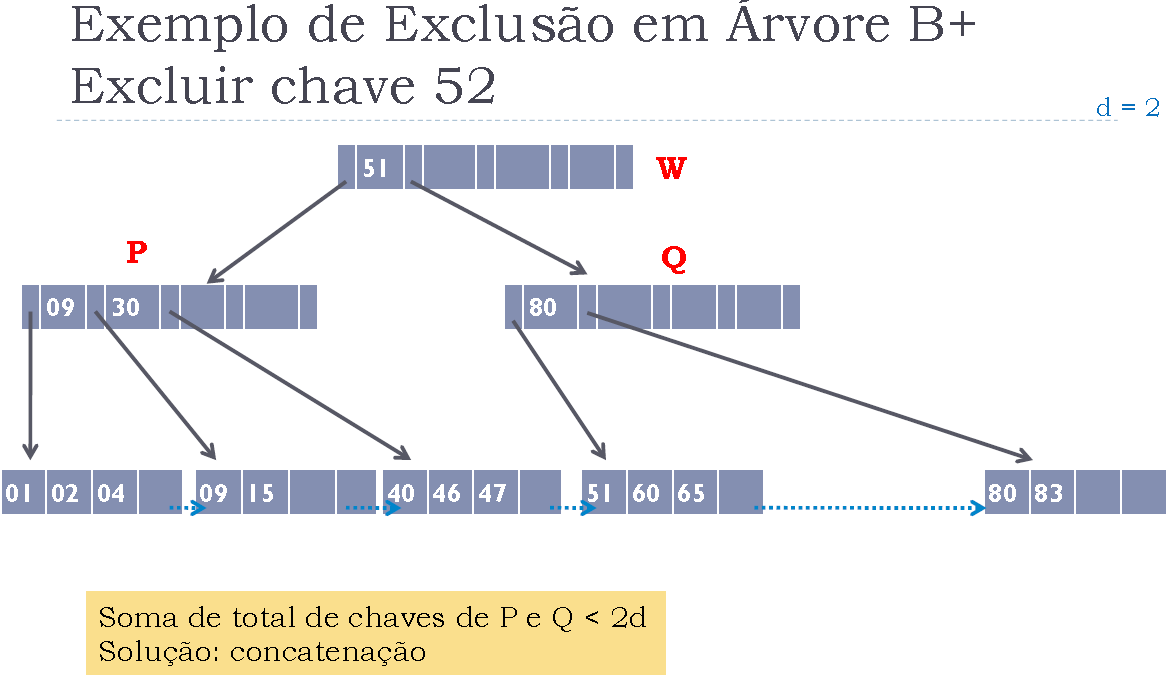 Exemplo de Exclusão em Árvore B+
Excluir chave 52
d = 2
51
W
P
Q
09 30
80
01 02 04
09 15
40 46 47
51 60 65
80 83
Soma de total de chaves de P e Q < 2d
Solução: concatenação